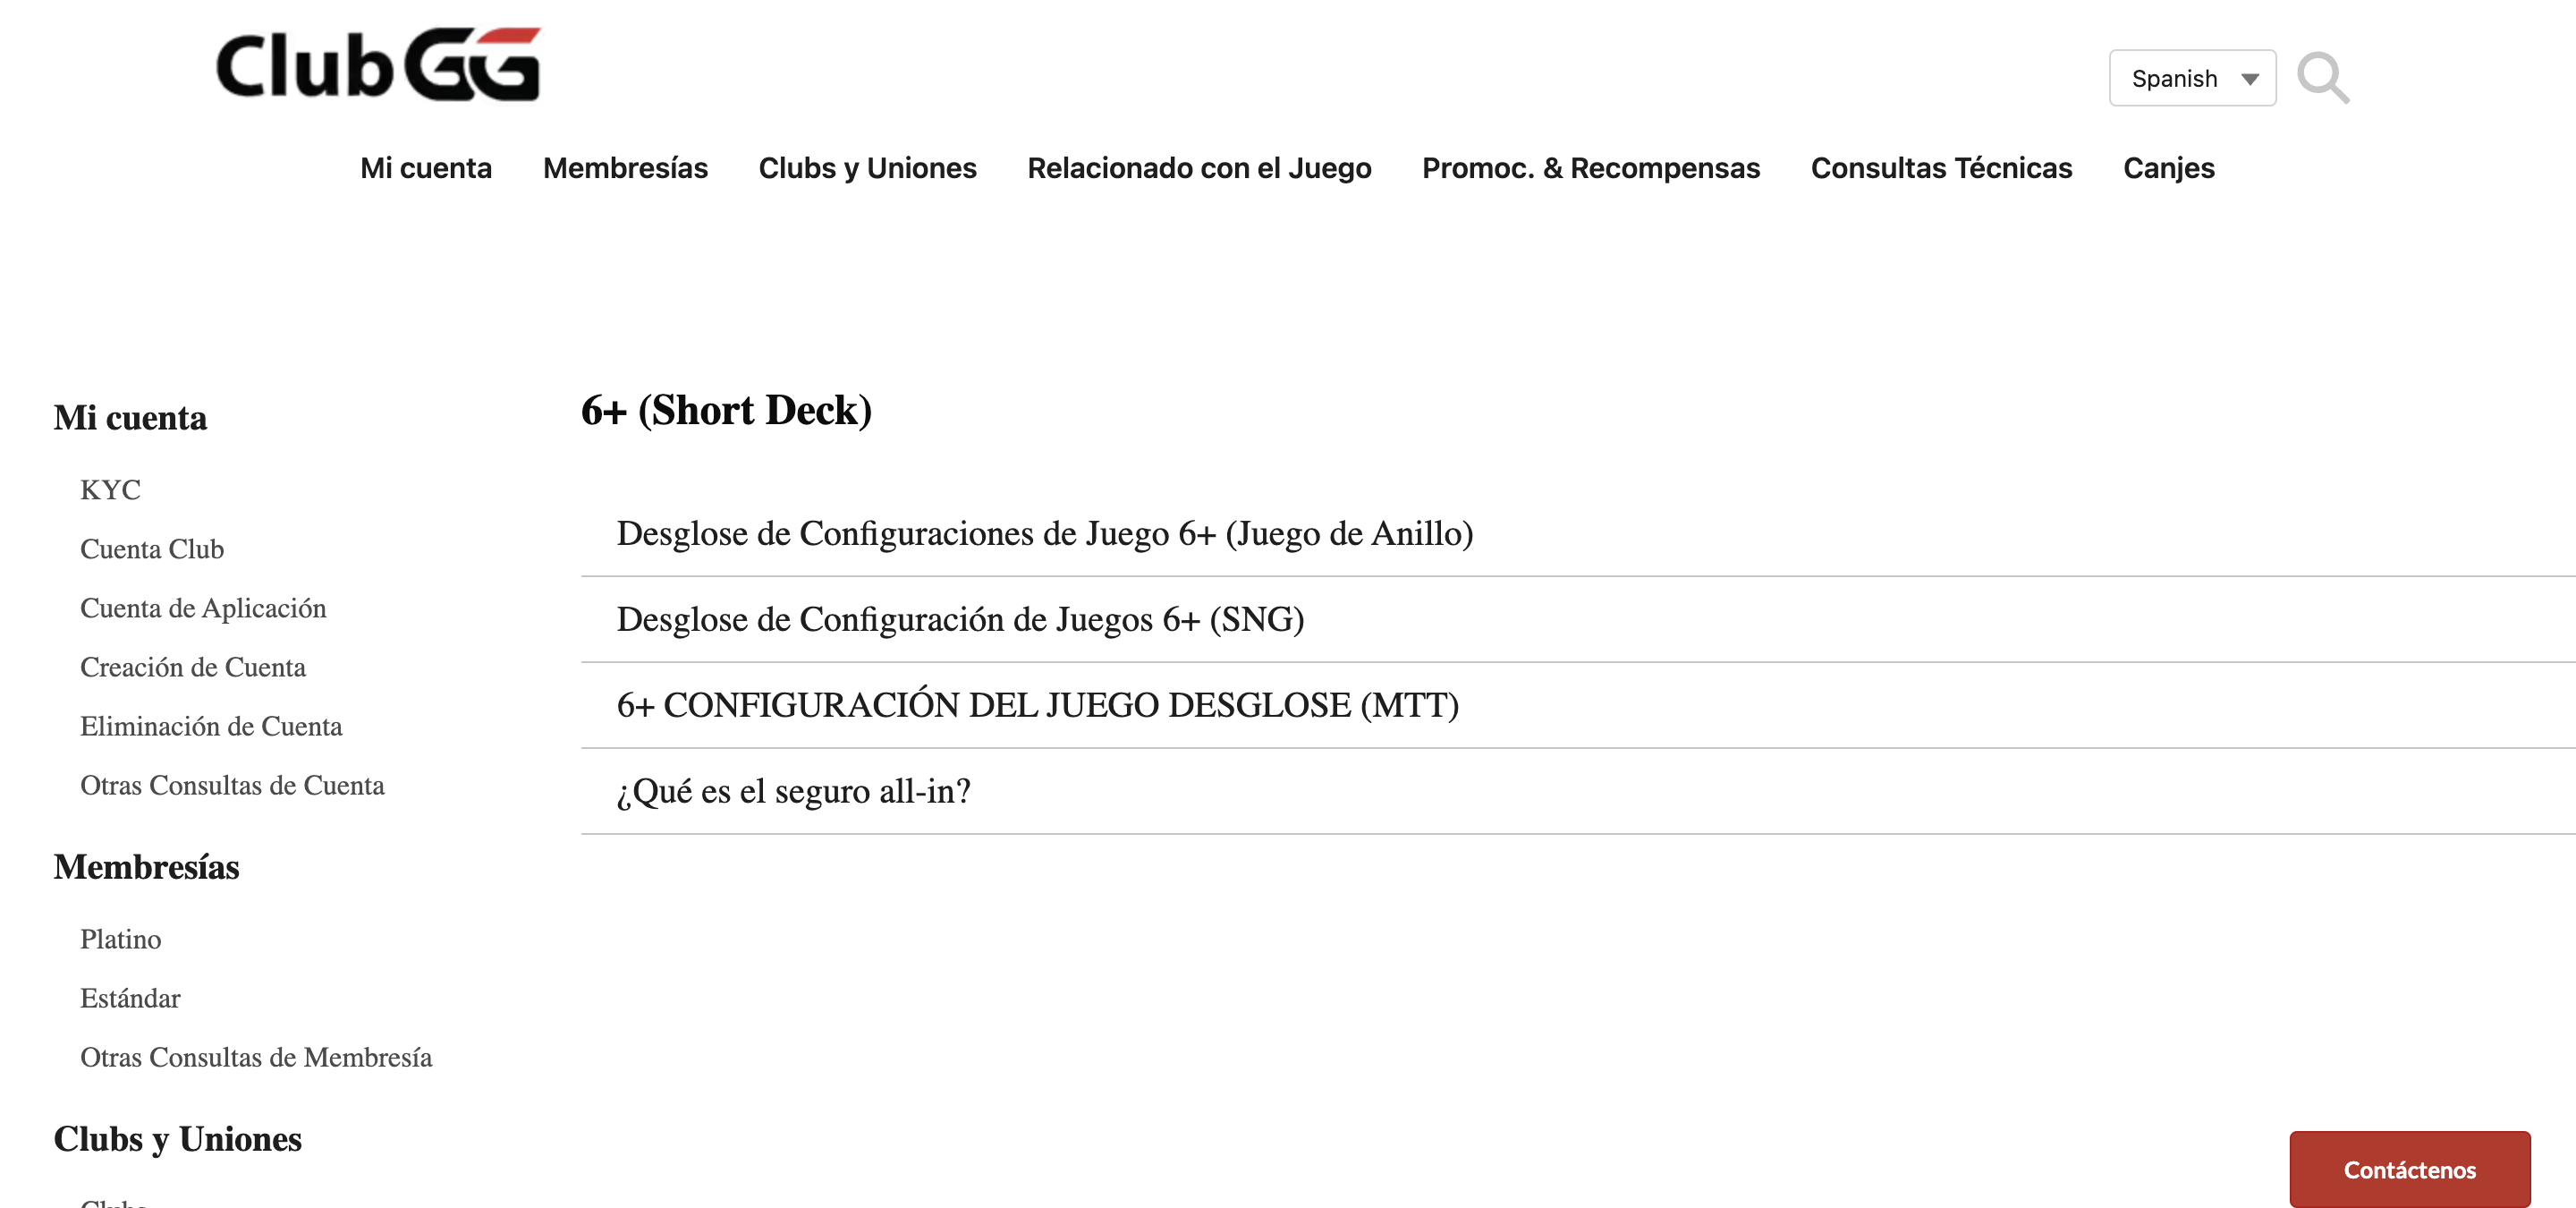 Club GG
Spanish
Mi cuenta Membresías Clubs y Uniones Relacionado con el Juego Promoc. & Recompensas Consultas Técnicas Canjes
Mi cuenta
KYC
Cuenta Club
Cuenta de Aplicación
Creación de Cuenta
Eliminación de Cuenta
Otras Consultas de Cuenta
Membresías
Platino
Estándar
Otras Consultas de Membresía
Clubs y Uniones
6+ (Short Deck)
Desglose de Configuraciones de Juego 6+ (Juego de Anillo)
Desglose de Configuración de Juegos 6+ (SNG)
6+ CONFIGURACIÓN DEL JUEGO DESGLOSE (MTT)
¿Qué es el seguro all-in?
Contáctenos